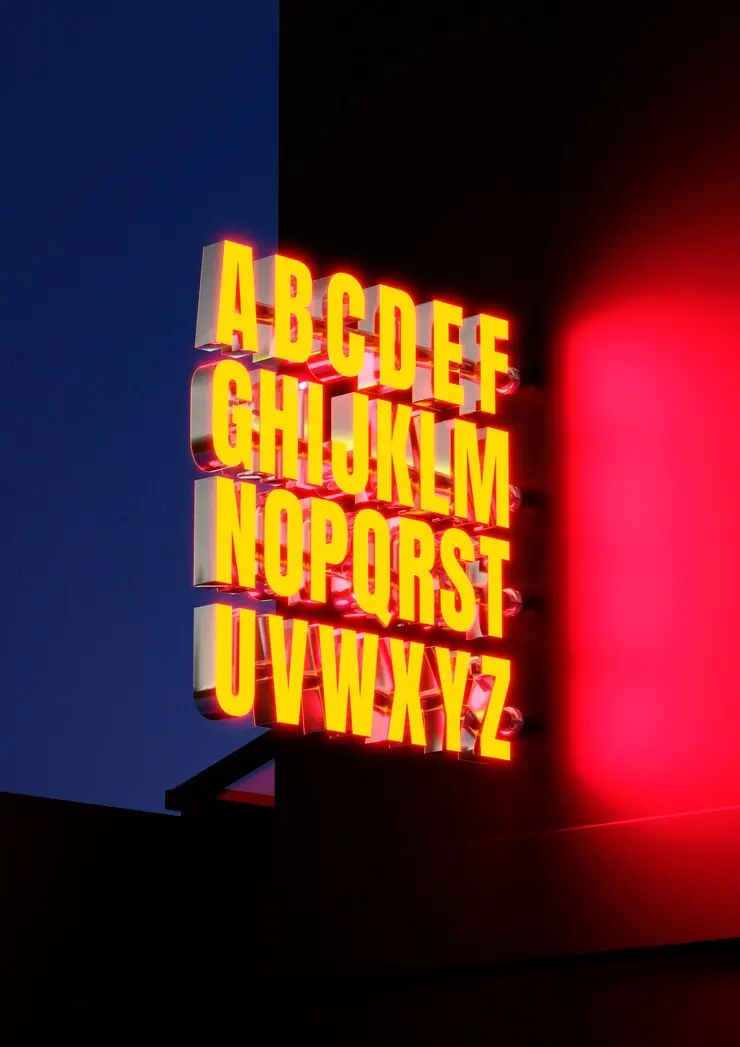 ABCDEF
GHIJKLM
NOPQRST
UVWXYZ